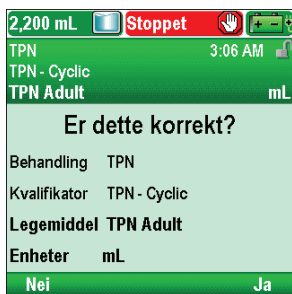 2,200 mL Stoppet
TPN 3:06 AM
TPN - Cyclic
TPN Adult mL
Er dette korrekt?
Behandling TPN
Kvalifikator TPN - Cyclic
Legemiddel TPN Adult
Enheter mL
Nei Ja